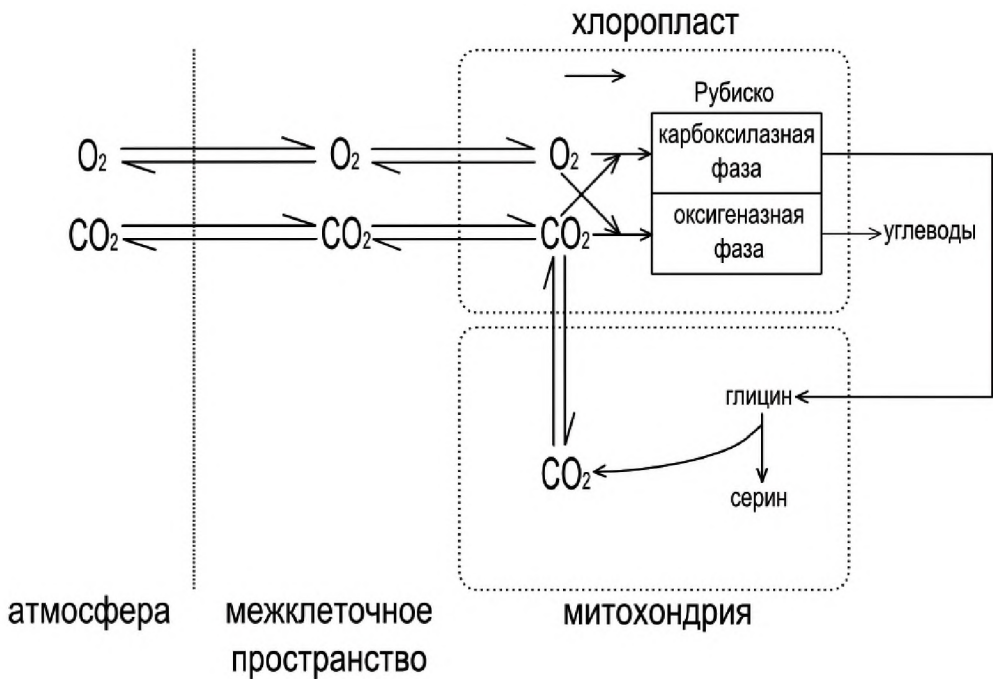 хлоропласт
Рубиско
O₂ O₂ O₂ карбоксилазная
фаза
CO₂ CO₂ CO₂ оксигеназная
фаза
углеводы
глицин
CO₂
серин
атмосфера межклеточное
пространство
митохондрия